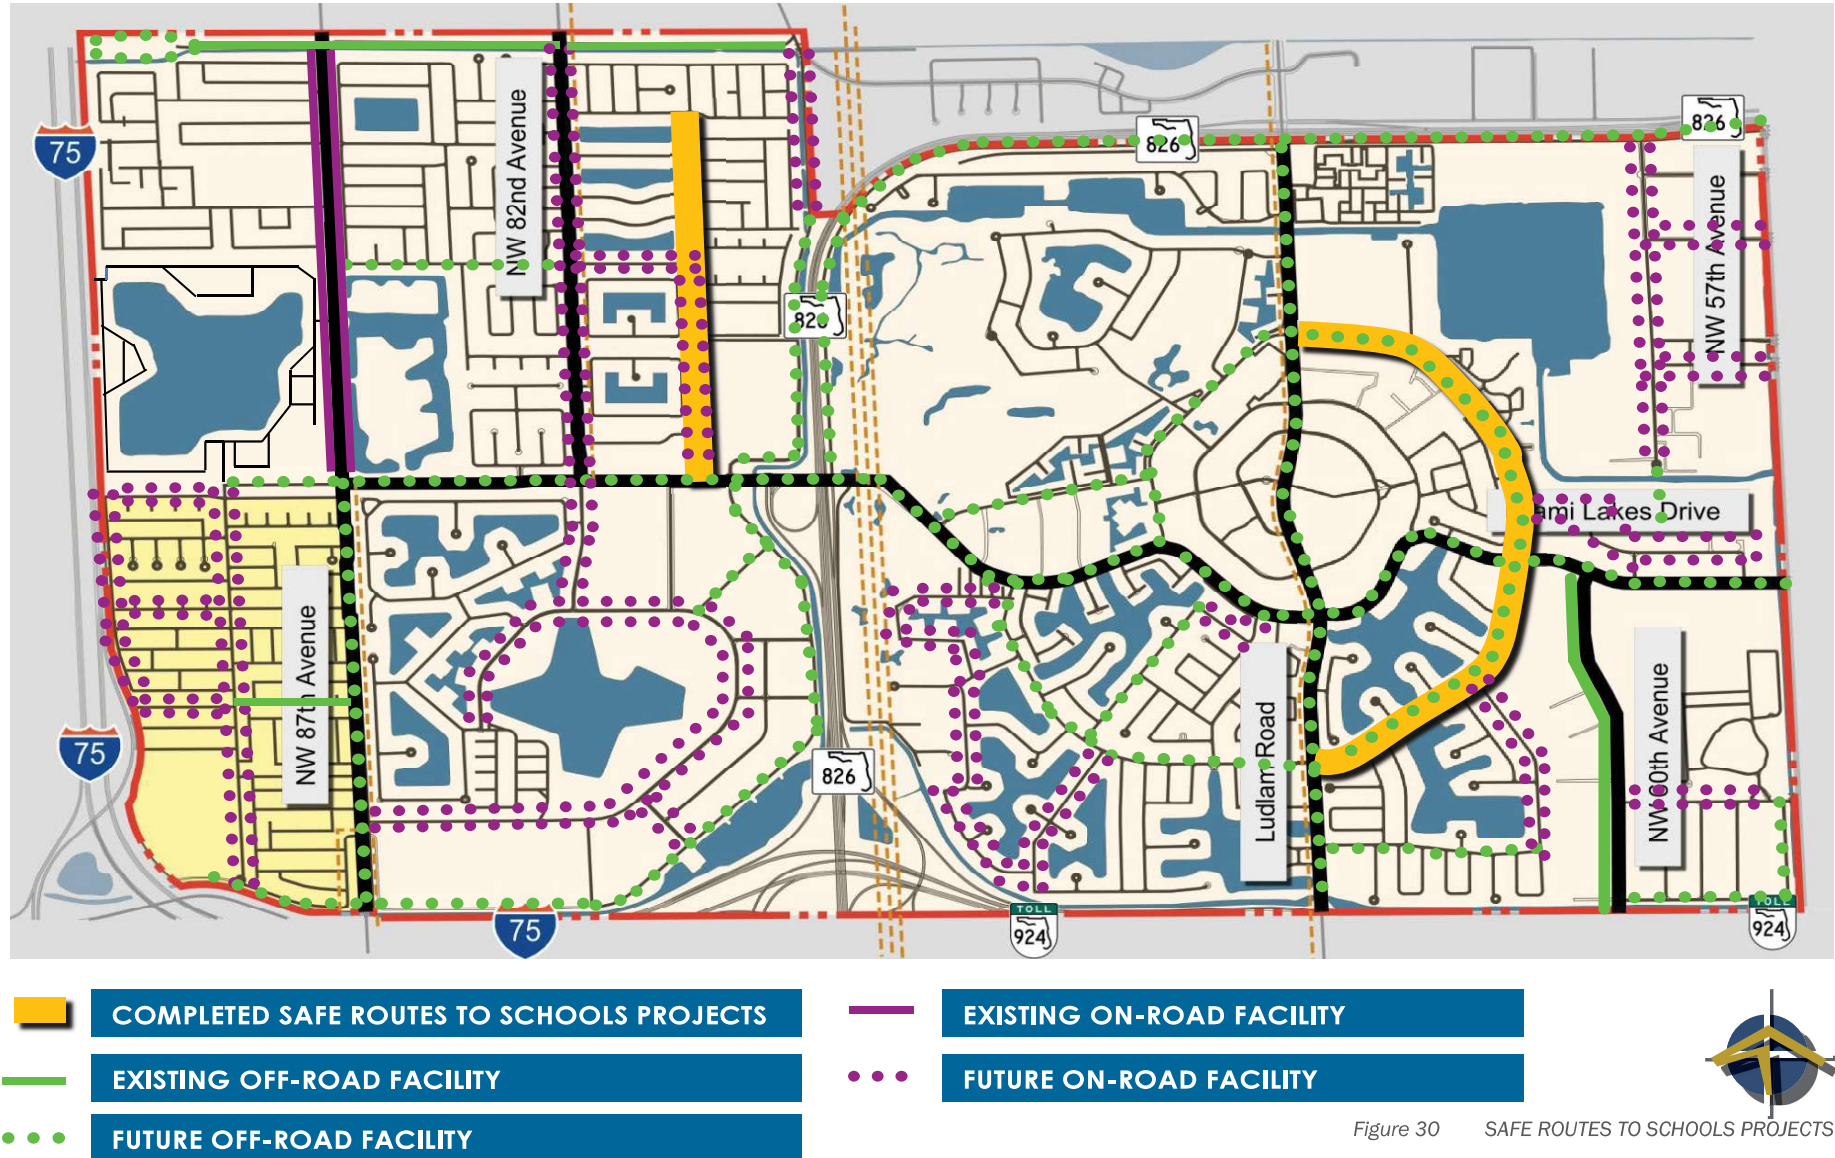 826
826
75
NW 82nd Avenue
NW 57th Avenue
826
ami Lakes Drive
NW 87th Avenue
NW 60th Avenue
Ludlam Road
75
826
75
TOLL
924
TOLL
924
COMPLETED SAFE ROUTES TO SCHOOLS PROJECTS
EXISTING ON-ROAD FACILITY
EXISTING OFF-ROAD FACILITY
FUTURE ON-ROAD FACILITY
FUTURE OFF-ROAD FACILITY
Figure 30 SAFE ROUTES TO SCHOOLS PROJECTS